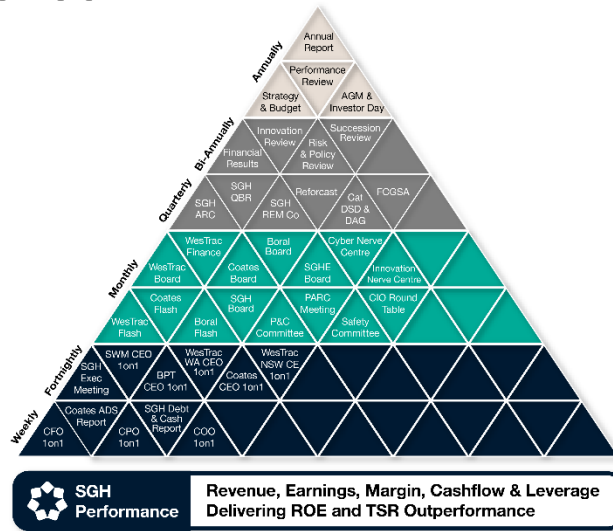 Annually
Annual
Report
Performance
Review
Strategy
& Budget
AGM &
Investor Day
Bi-Annually
Innovation
Review
Succession
Review
Financial
Results
Risk
& Policy
Review
Quarterly
SGH
QBR
Reforcast
FCGSA
SGH
ARC
SGH
REM Co
Cat
DSD &
DAG
Monthly
WesTrac
Finance
Boral
Board
Cyber Nerve
Centre
WesTrac
Board
Coates
Board
SGHE
Board
Innovation
Nerve Centre
Coates
Flash
SGH
Board
PARC
Meeting
CIO Round
Table
WesTrac
Flash
Boral
Flash
P&C
Committee
Safety
Committee
Fortnightly
SWM CEO
1on1
WesTrac
WA CEO
1on1
WesTrac
NSW CE
1on1
SGH
Exec
Meeting
BPT
CEO 1on1
Coates
CEO 1on1
Weekly
Coates ADS
Report
SGH Debt
& Cash
Report
CFO
1on1
CPO
1on1
COO
1on1
SGH
Performance
Revenue, Earnings, Margin, Cashflow & Leverage
Delivering ROE and TSR Outperformance